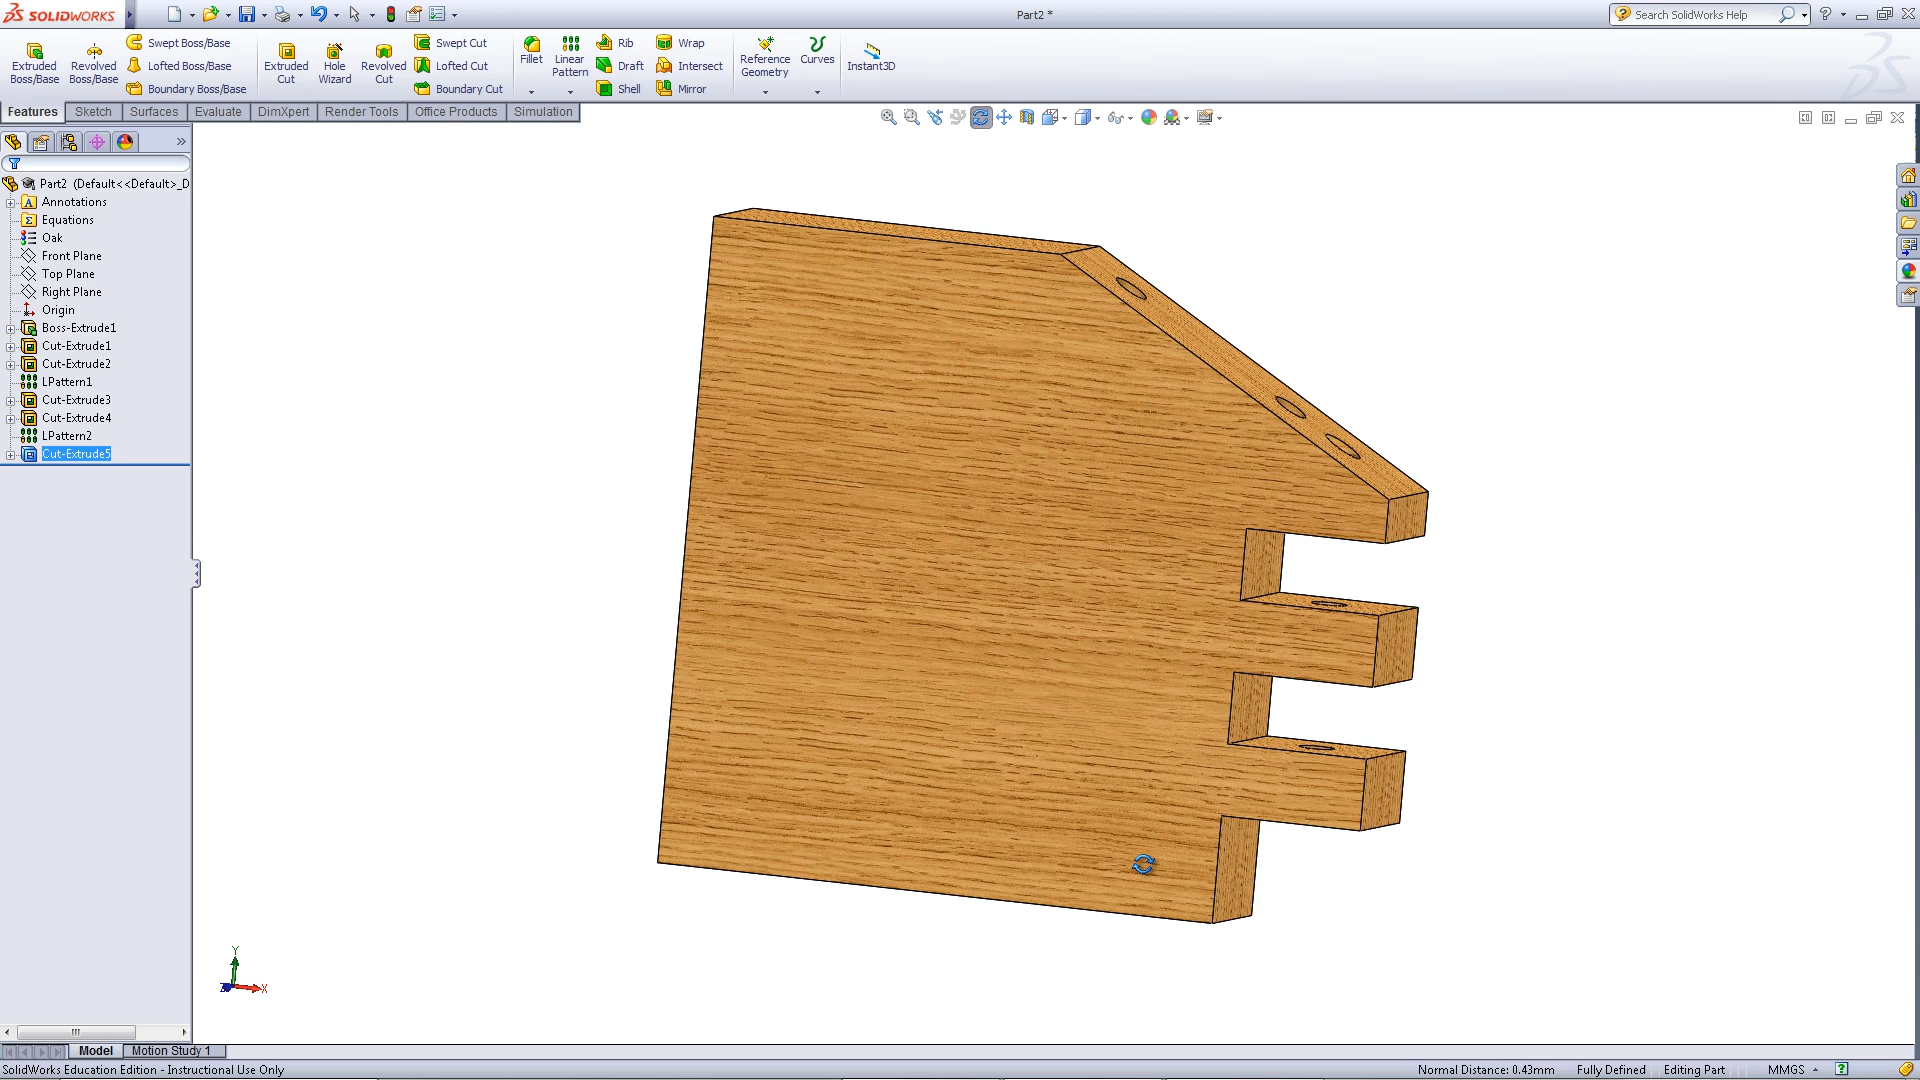 SOLIDWORKS
Part2 *
Search SolidWorks Help
Extruded Boss/Base
Revolved Boss/Base
Swept Boss/Base
Lofted Boss/Base
Boundary Boss/Base
Extruded Cut
Hole Wizard
Revolved Cut
Swept Cut
Lofted Cut
Boundary Cut
Fillet
Linear Pattern
Rib
Draft
Shell
Wrap
Intersect
Mirror
Reference Geometry
Curves
Instant3D
Features Sketch Surfaces Evaluate DimXpert Render Tools Office Products Simulation
Part2 (Default<<Default>_D
Annotations
Equations
Oak
Front Plane
Top Plane
Right Plane
Origin
Boss-Extrude1
Cut-Extrude1
Cut-Extrude2
LPattern1
Cut-Extrude3
Cut-Extrude4
LPattern2
Cut-Extrude5
Y
Z
X
Model Motion Study 1
SolidWorks Education Edition - Instructional Use Only
Normal Distance: 0.43mm Fully Defined Editing Part MMGS